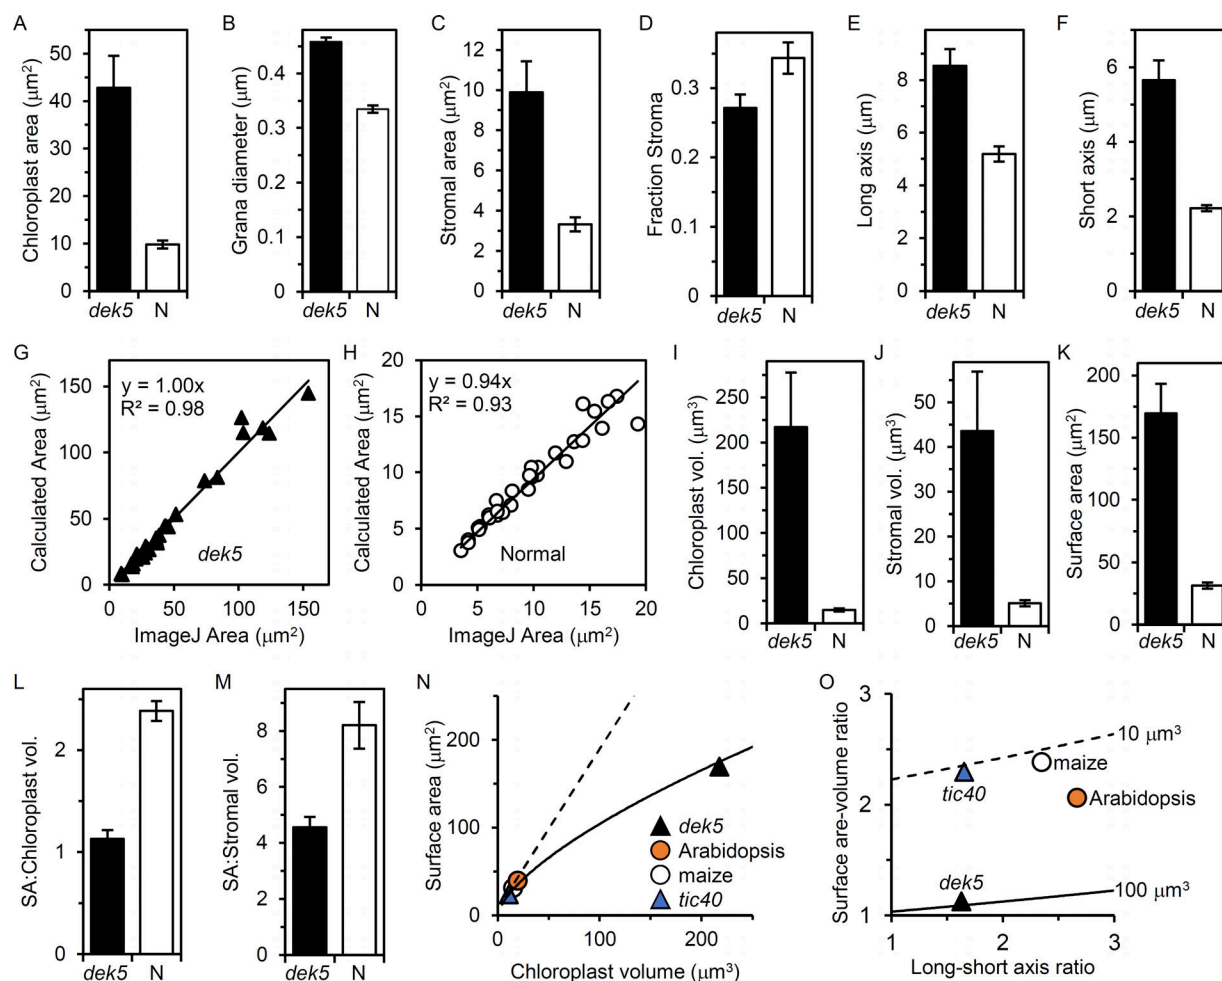 A
Chloroplast area (μm²)
50
40
30
20
10
0
dek5
N
B
Grana diameter (μm)
0.4
0.3
0.2
0.1
0
dek5
N
C
Stromal area (μm²)
12
10
8
6
4
2
0
dek5
N
D
Fraction Stroma
0.3
0.2
0.1
0
dek5
N
E
Long axis (μm)
8
6
4
2
0
dek5
N
F
Short axis (μm)
6
4
2
0
dek5
N
G
Calculated Area (μm²)
150
100
50
0
y = 1.00x
R² = 0.98
dek5
0
50
100
150
ImageJ Area (μm²)
H
Calculated Area (μm²)
20
15
10
5
0
y = 0.94x
R² = 0.93
Normal
0
5
10
15
20
ImageJ Area (μm²)
I
Chloroplast vol. (μm³)
250
200
150
100
50
0
dek5
N
J
Stromal vol. (μm³)
50
40
30
20
10
0
dek5
N
K
Surface area (μm²)
200
150
100
50
0
dek5
N
L
SA:Chloroplast vol.
2
1
0
dek5
N
M
SA:Stromal vol.
8
6
4
2
0
dek5
N
N
Surface area (μm²)
200
100
0
dek5
Arabidopsis
maize
tic40
0
100
200
Chloroplast volume (μm³)
O
Surface are-volume ratio
3
2
1
10 μm³
maize
tic40
Arabidopsis
dek5
100 μm³
1
2
3
Long-short axis ratio